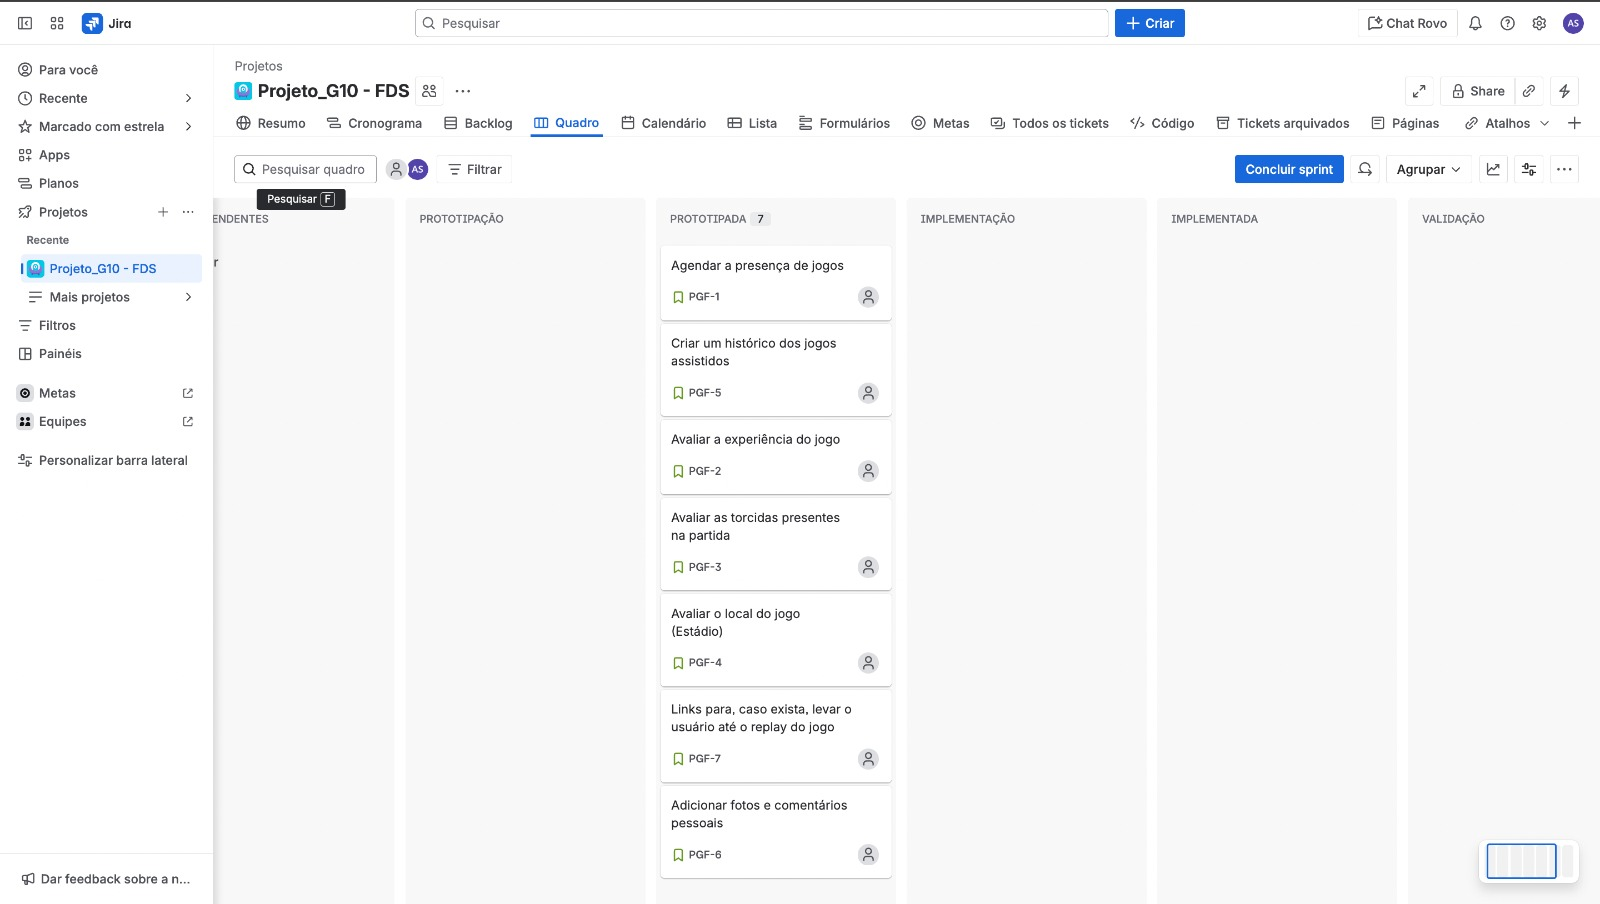 Jira
Pesquisar
Criar
Chat Rovo
AS
Para você
Recente
Marcado com estrela
Apps
Planos
Projetos
Recente
Projeto_G10 - FDS
Mais projetos
Filtros
Painéis
Metas
Equipes
Personalizar barra lateral
Dar feedback sobre a n...
Projetos
Projeto_G10 - FDS
Share
Resumo
Cronograma
Backlog
Quadro
Calendário
Lista
Formulários
Metas
Todos os tickets
Código
Tickets arquivados
Páginas
Atalhos
Pesquisar quadro
AS
Filtrar
Concluir sprint
Agrupar
Pesquisar F
ENDENTES
r
PROTOTIPAÇÃO
PROTOTIPADA 7
Agendar a presença de jogos
PGF-1
Criar um histórico dos jogos
assistidos
PGF-5
Avaliar a experiência do jogo
PGF-2
Avaliar as torcidas presentes
na partida
PGF-3
Avaliar o local do jogo
(Estádio)
PGF-4
Links para, caso exista, levar o
usuário até o replay do jogo
PGF-7
Adicionar fotos e comentários
pessoais
PGF-6
IMPLEMENTAÇÃO
IMPLEMENTADA
VALIDAÇÃO